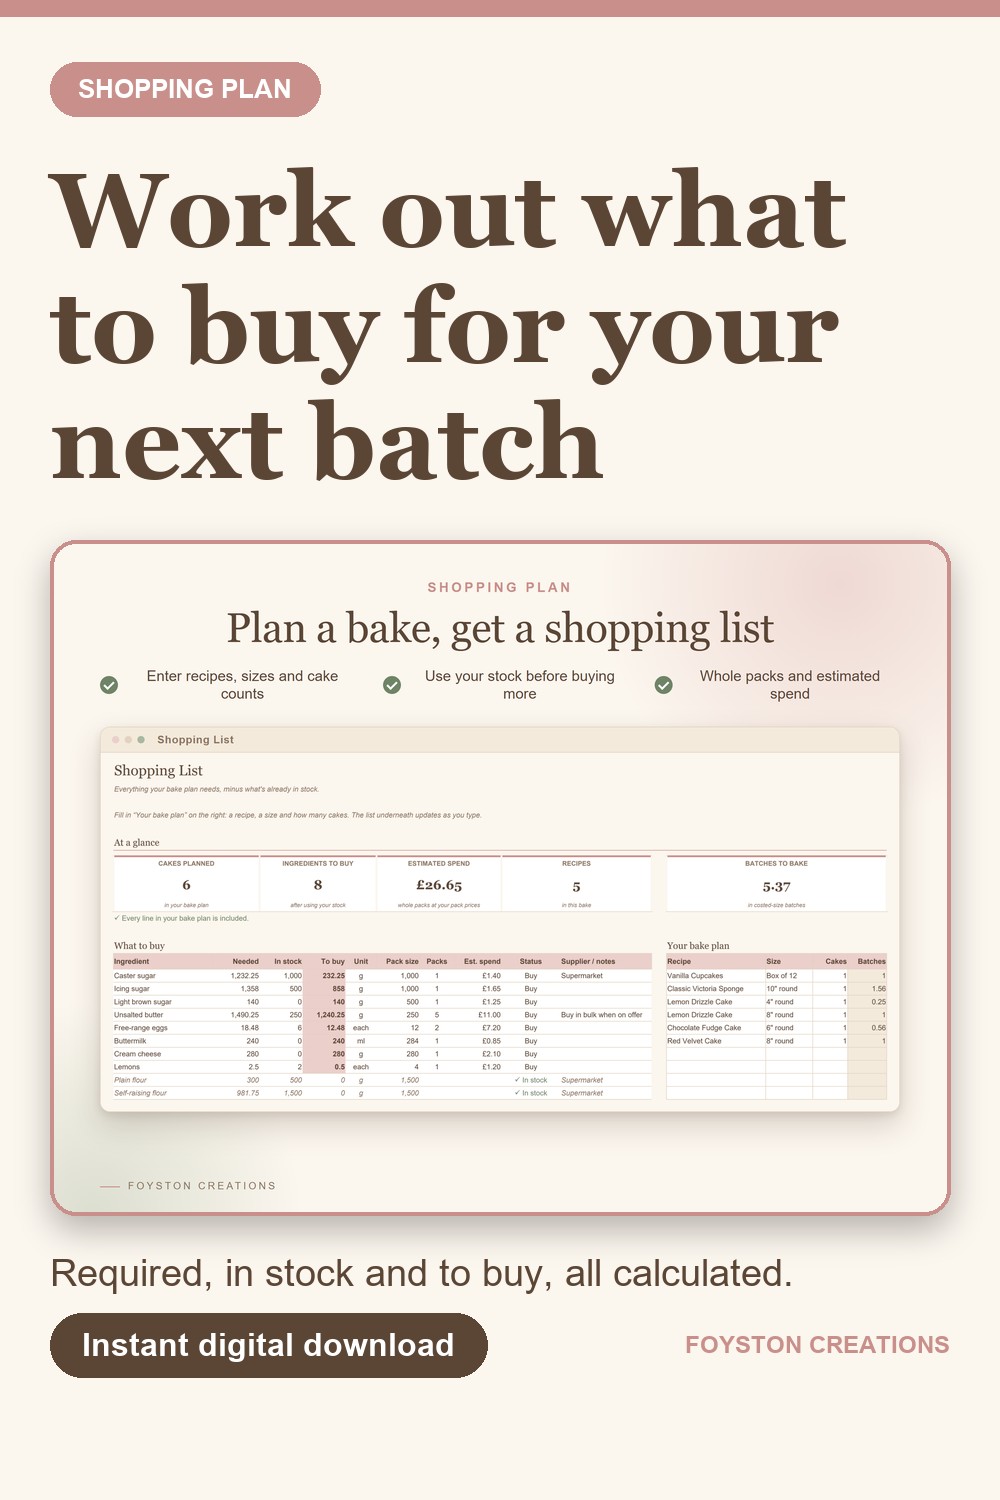 SHOPPING PLAN
Work out what
to buy for your
next batch
SHOPPING PLAN
Plan a bake, get a shopping list
Enter recipes, sizes and cake
counts
Use your stock before buying
more
Whole packs and estimated
spend
Shopping List
Shopping List
Everything your bake plan needs, minus what's already in stock.
Fill in "Your bake plan" on the right: a recipe, a size and how many cakes. The list underneath updates as you type.
At a glance
CAKES PLANNED
6
in your bake plan
INGREDIENTS TO BUY
8
after using your stock
ESTIMATED SPEND
£26.65
whole packs at your pack prices
RECIPES
5
in this bake
BATCHES TO BAKE
5.37
in costed-size batches
✓ Every line in your bake plan is included.
What to buy
Ingredient Needed In stock To buy Unit Pack size Packs Est. spend Status Supplier / notes
Caster sugar 1,232.25 1,000 232.25 g 1,000 1 £1.40 Buy Supermarket
Icing sugar 1,358 500 858 g 1,000 1 £1.65 Buy
Light brown sugar 140 0 140 g 500 1 £1.25 Buy
Unsalted butter 1,490.25 250 1,240.25 g 250 5 £11.00 Buy Buy in bulk when on offer
Free-range eggs 18.48 6 12.48 each 12 2 £7.20 Buy
Buttermilk 240 0 240 ml 284 1 £0.85 Buy
Cream cheese 280 0 280 g 280 1 £2.10 Buy
Lemons 2.5 2 0.5 each 4 1 £1.20 Buy
Plain flour 300 500 0 g 1,500 ✓ In stock Supermarket
Self-raising flour 981.75 1,500 0 g 1,500 ✓ In stock Supermarket
Your bake plan
Recipe Size Cakes Batches
Vanilla Cupcakes Box of 12 1 1
Classic Victoria Sponge 10" round 1 1.56
Lemon Drizzle Cake 4" round 1 0.25
Lemon Drizzle Cake 8" round 1 1
Chocolate Fudge Cake 6" round 1 0.56
Red Velvet Cake 8" round 1 1
FOYSTON CREATIONS
Required, in stock and to buy, all calculated.
Instant digital download
FOYSTON CREATIONS